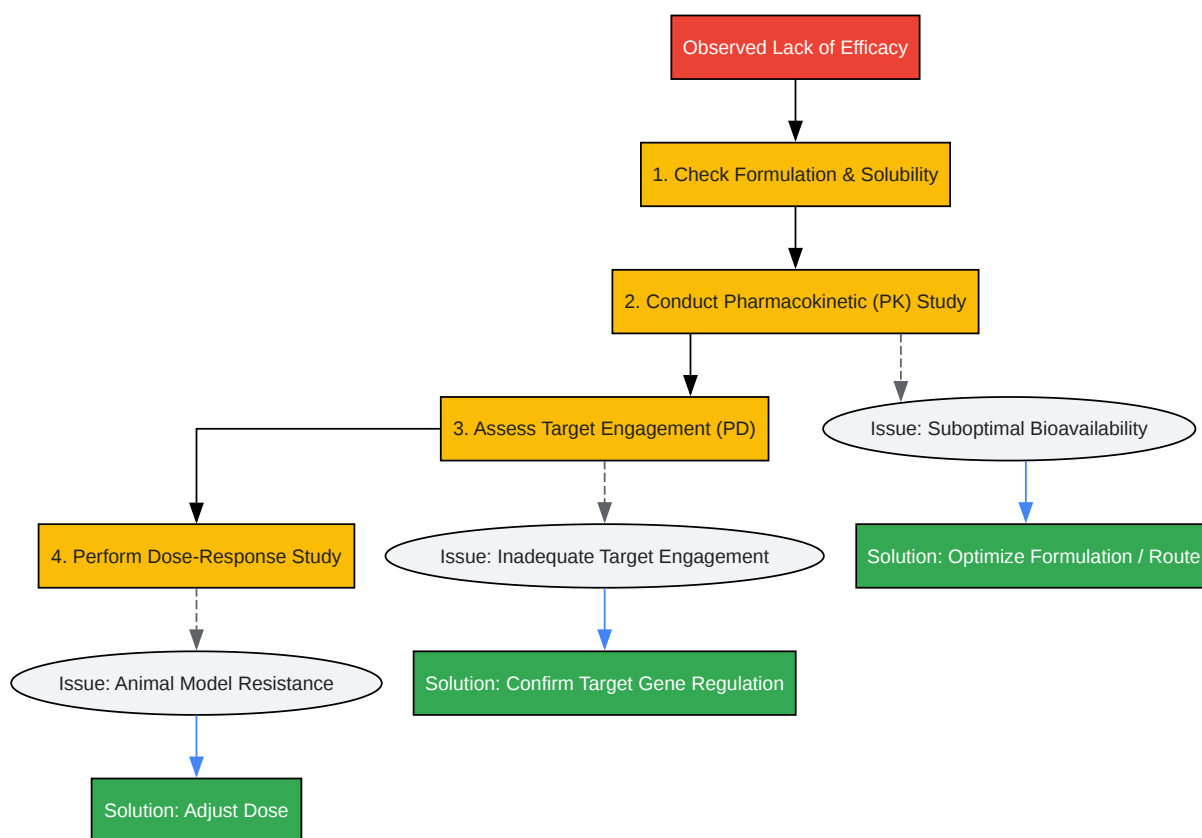 Observed Lack of Efficacy
1. Check Formulation & Solubility
2. Conduct Pharmacokinetic (PK) Study
3. Assess Target Engagement (PD)
Issue: Suboptimal Bioavailability
4. Perform Dose-Response Study
Issue: Inadequate Target Engagement
Solution: Optimize Formulation / Route
Issue: Animal Model Resistance
Solution: Confirm Target Gene Regulation
Solution: Adjust Dose